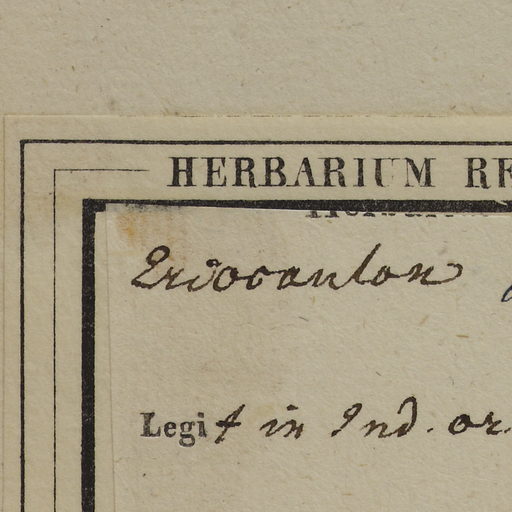 HERBARIUM
Eriocaulon
Legit in Ind. or.